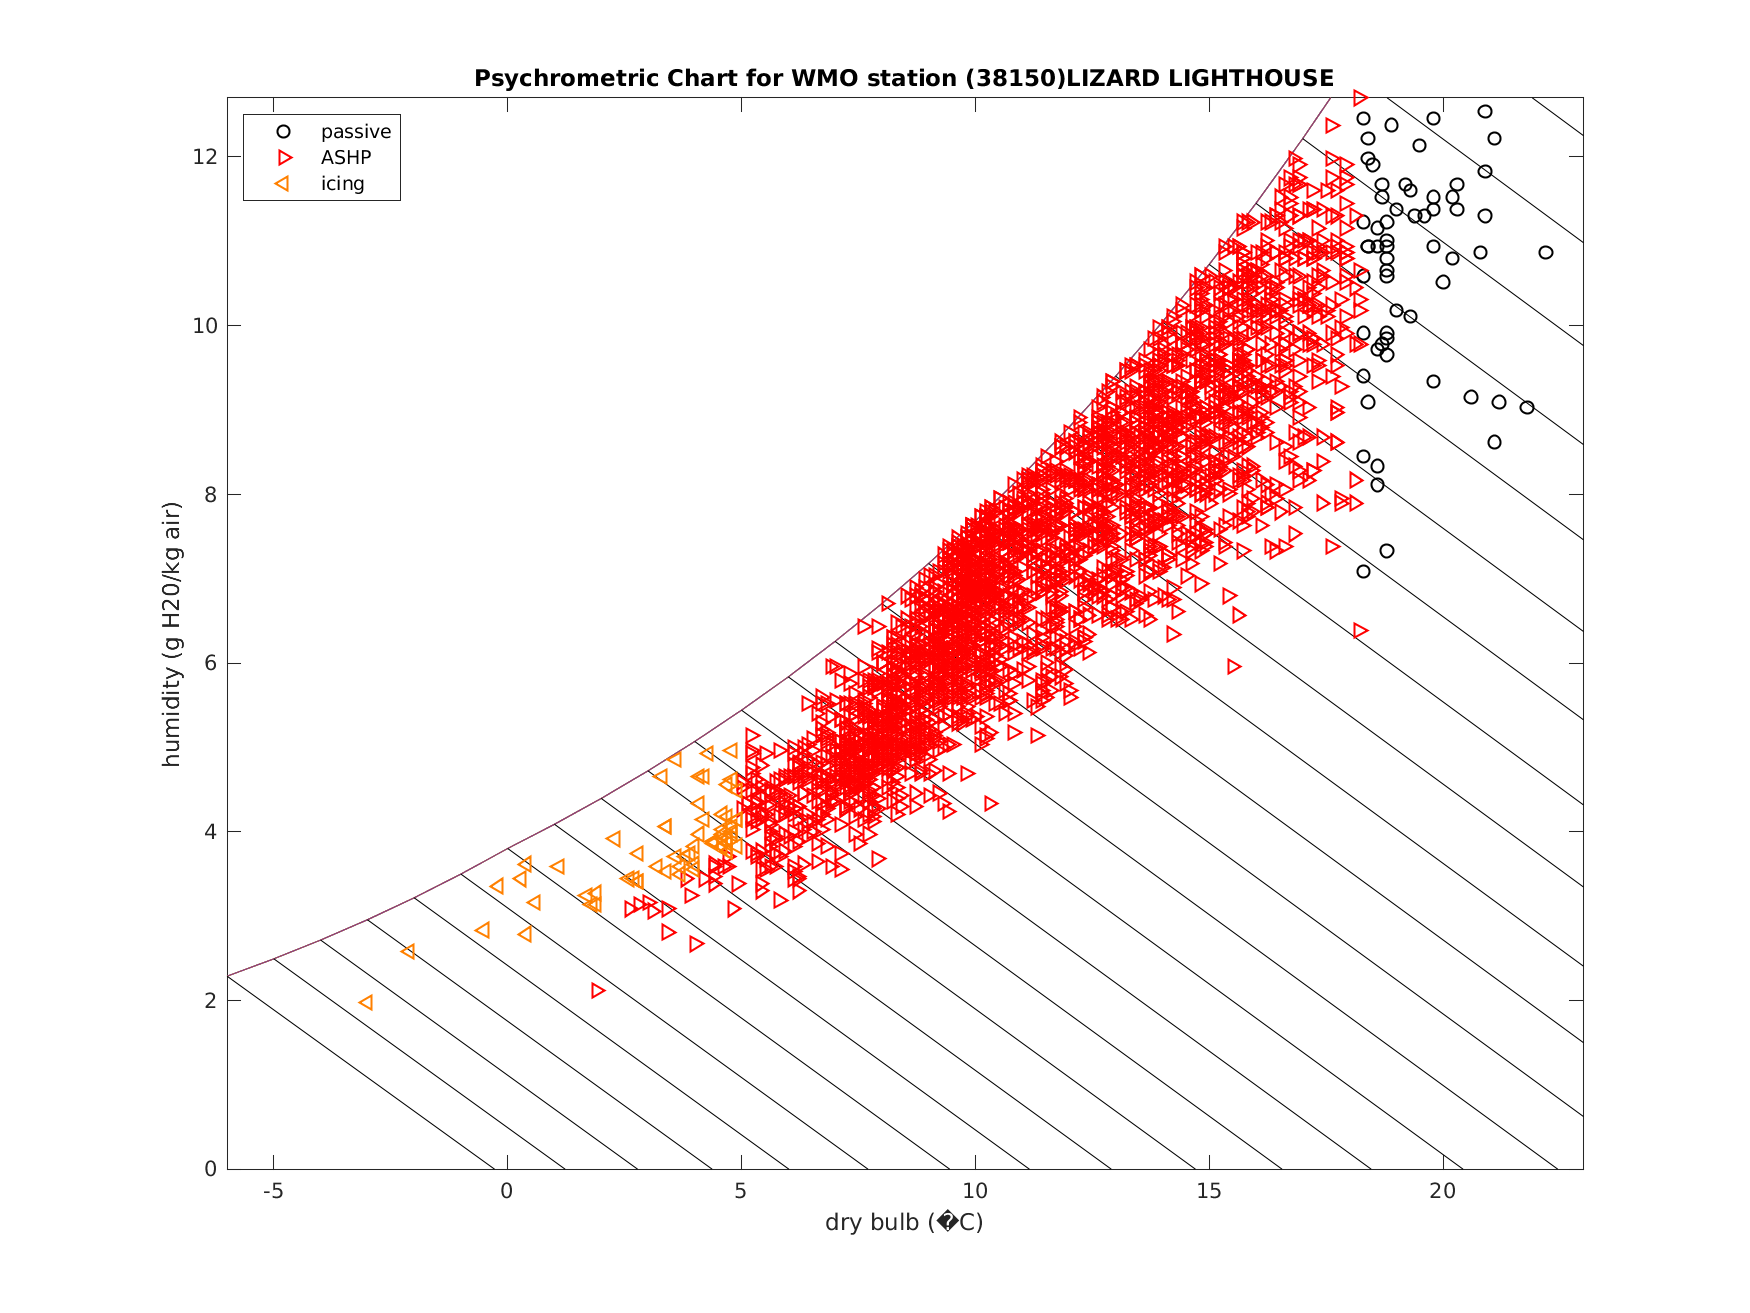 Psychrometric Chart for WMO station (38150)LIZARD LIGHTHOUSE
passive
ASHP
icing
12
10
8
6
4
2
0
humidity (g H20/kg air)
-5 0 5 10 15 20
dry bulb (�C)